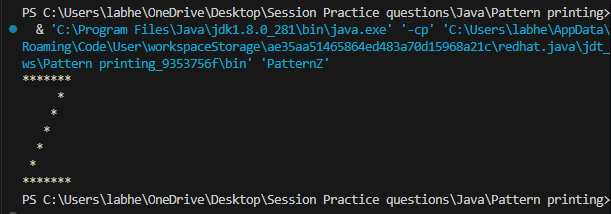 PS C:\Users\labhe\OneDrive\Desktop\Session Practice questions\Java\Pattern printing>
  & 'C:\Program Files\Java\jdk1.8.0_281\bin\java.exe' '-cp' 'C:\Users\labhe\AppData\
Roaming\Code\User\workspaceStorage\ae35aa51465864ed483a70d15968a21c\redhat.java\jdt_
ws\Pattern printing_9353756f\bin' 'PatternZ'
*******
     *
    *
   *
  *
 *
*******
PS C:\Users\labhe\OneDrive\Desktop\Session Practice questions\Java\Pattern printing>